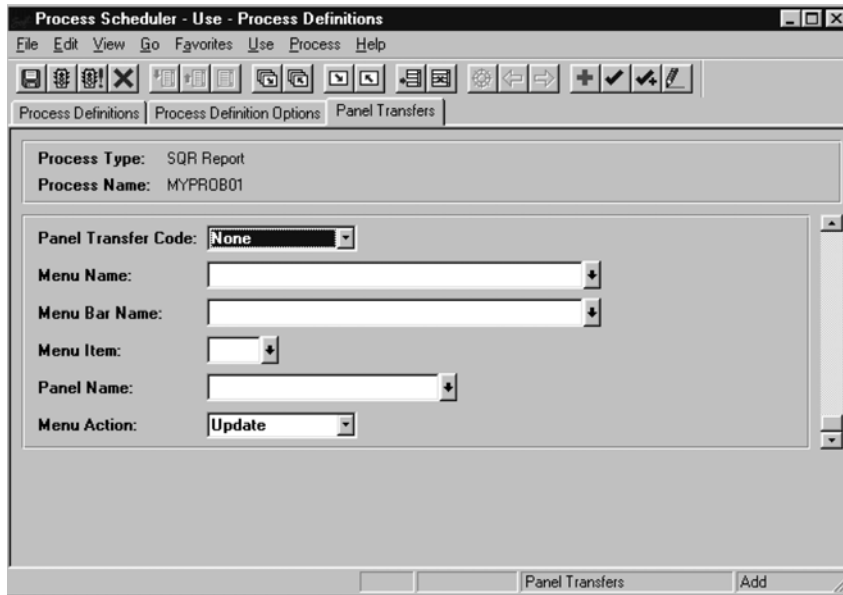 Process Scheduler - Use - Process Definitions
File Edit View Go Favorites Use Process Help
Process Definitions Process Definition Options Panel Transfers
Process Type: SQR Report
Process Name: MYPROB01
Panel Transfer Code: None
Menu Name:
Menu Bar Name:
Menu Item:
Panel Name:
Menu Action: Update
Panel Transfers Add